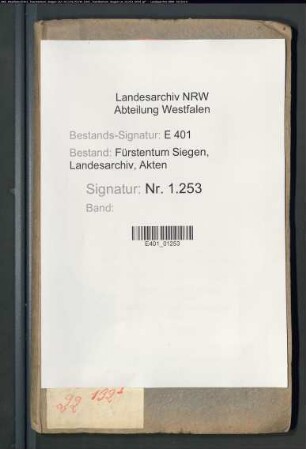 Landesarchiv NRW
Abteilung Westfalen
Bestands-Signatur: E 401
Bestand: Fürstentum Siegen,
Landesarchiv, Akten
Signatur: Nr. 1.253
Band:
E401_01253